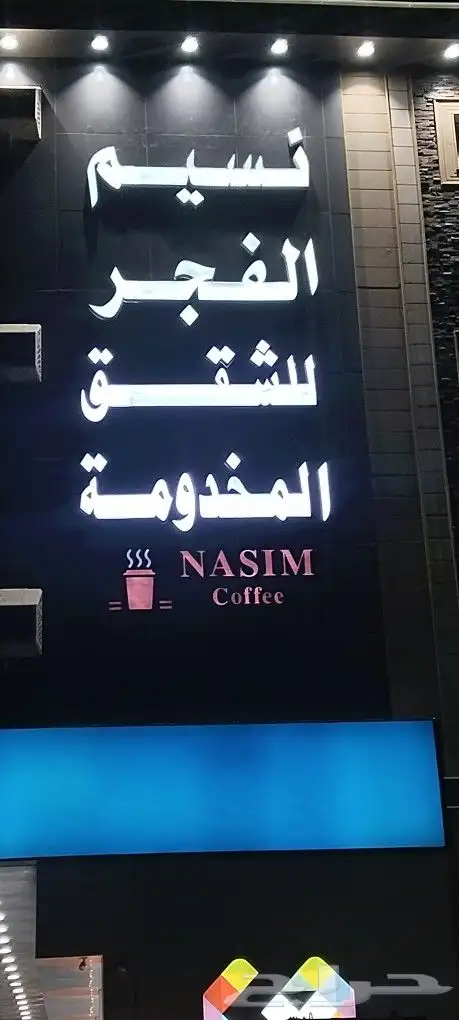 نسيم
الفجر
للشقق
المخدومة
NASIM
Coffee
حراج